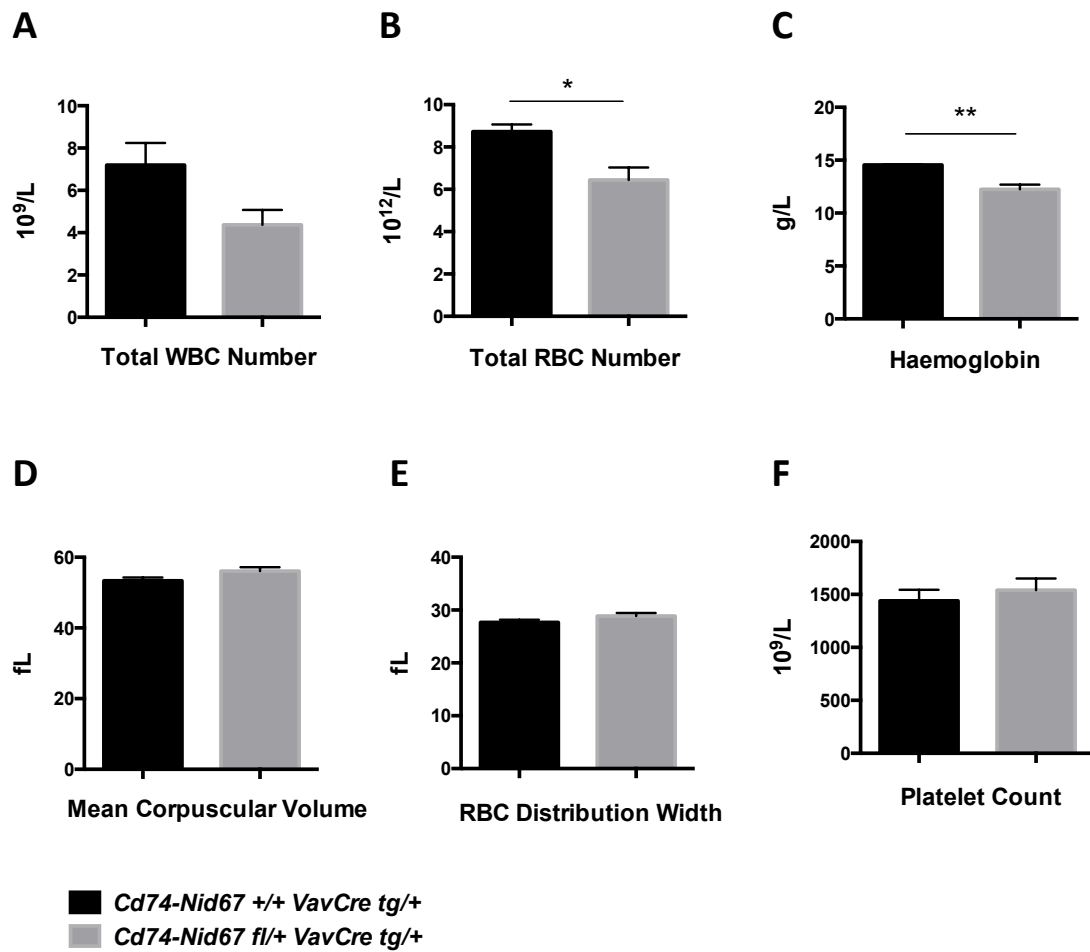 A
B
C
10
8
6
4
2
0
10⁹/L
Total WBC Number
*
10
8
6
4
2
0
10¹²/L
Total RBC Number
**
20
15
10
5
0
g/L
Haemoglobin
D
E
F
60
40
20
0
fL
Mean Corpuscular Volume
40
30
20
10
0
fL
RBC Distribution Width
2000
1500
1000
500
0
10⁹/L
Platelet Count
Cd74-Nid67 +/+ VavCre tg/+
Cd74-Nid67 fl/+ VavCre tg/+